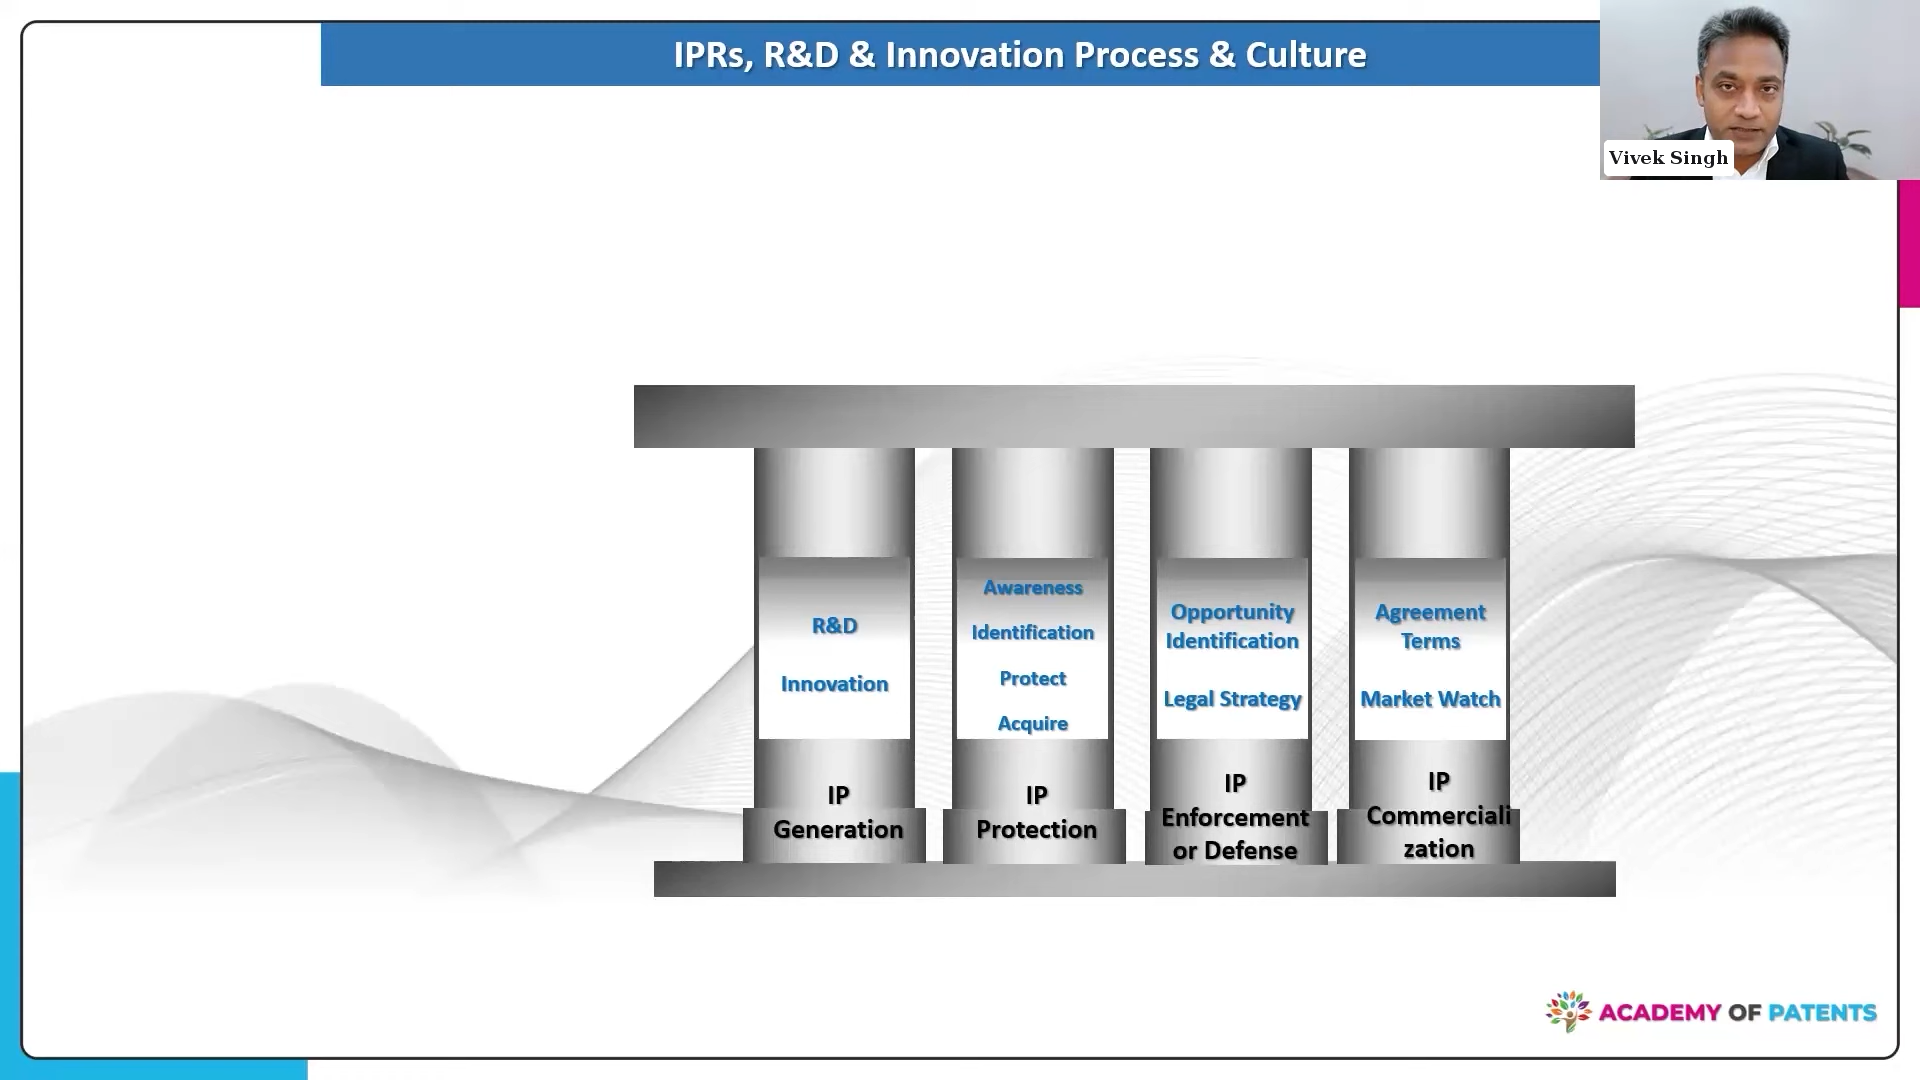 IPRs, R&D & Innovation Process & Culture
Vivek Singh
R&D
Innovation
IP
Generation
Awareness
Identification
Protect
Acquire
IP
Protection
Opportunity
Identification
Legal Strategy
IP
Enforcement
or Defense
Agreement
Terms
Market Watch
IP
Commerciali
zation
ACADEMY OF PATENTS